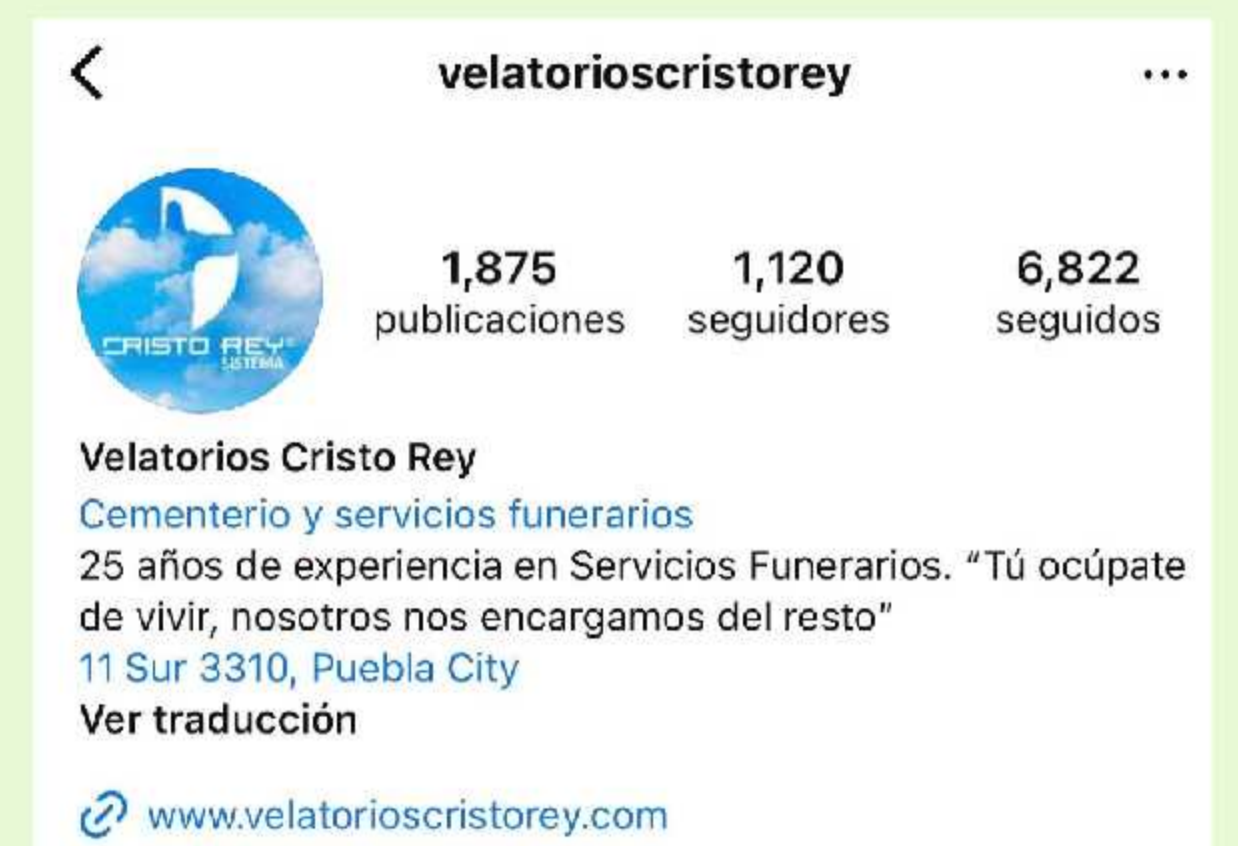 velatorioscristorey
CRISTO REY
SISTEMA
1,875 1,120 6,822
publicaciones seguidores seguidos
Velatorios Cristo Rey
Cementerio y servicios funerarios
25 años de experiencia en Servicios Funerarios. “Tú ocúpate
de vivir, nosotros nos encargamos del resto”
11 Sur 3310, Puebla City
Ver traducción
www.velatorioscristorey.com